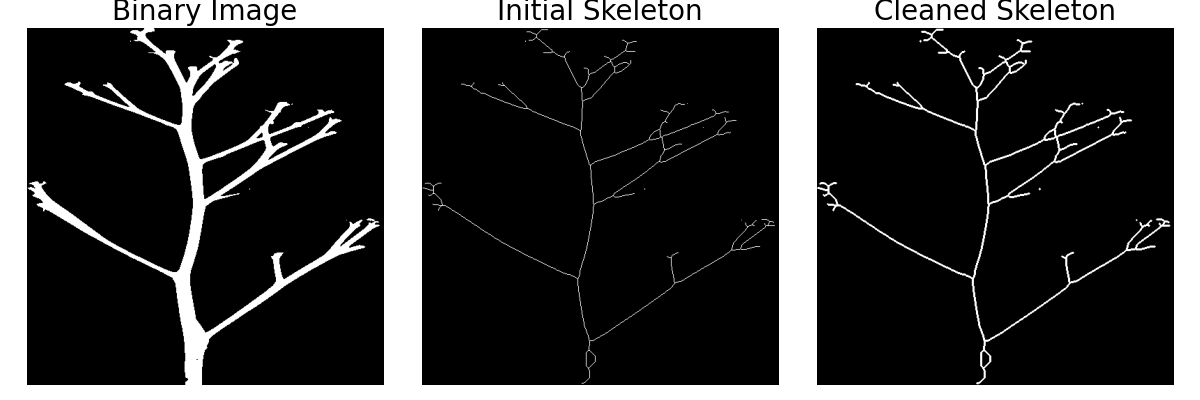 Binary Image
Initial Skeleton
Cleaned Skeleton